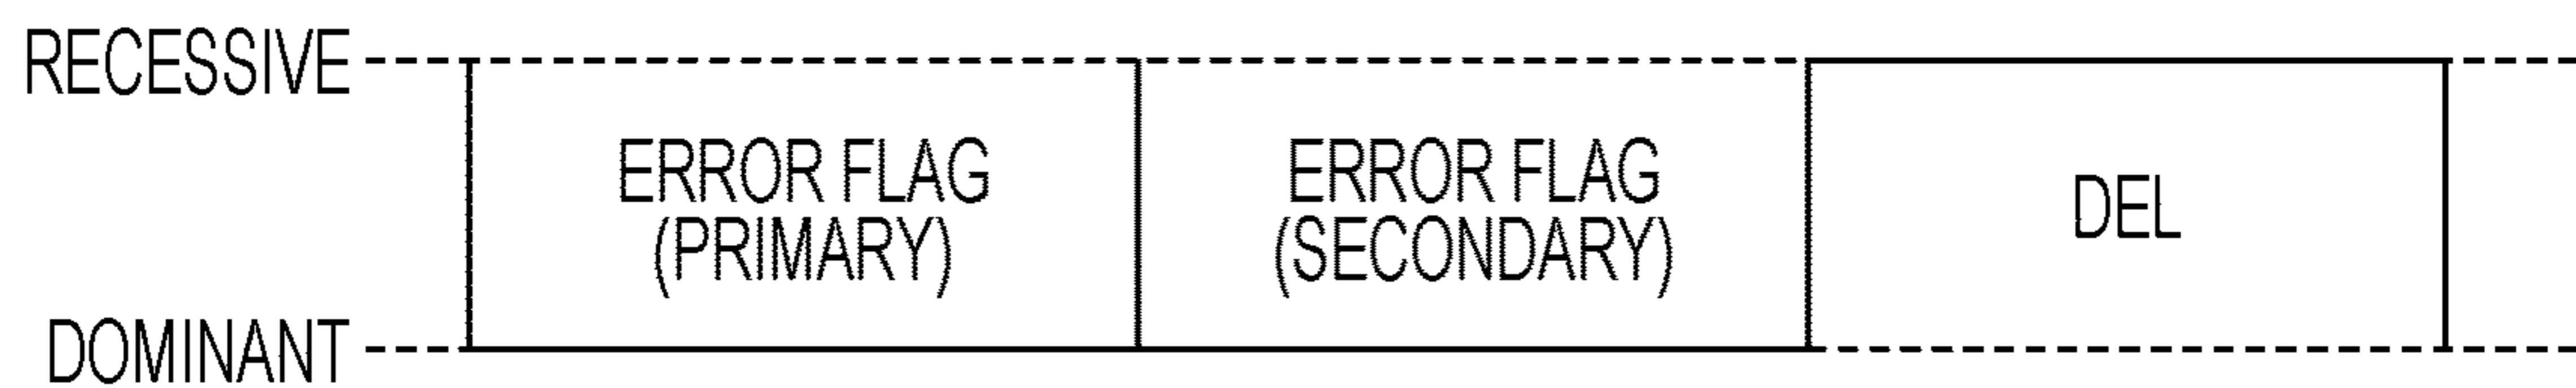 RECESSIVE
ERROR FLAG
(PRIMARY)
ERROR FLAG
(SECONDARY)
DEL
DOMINANT